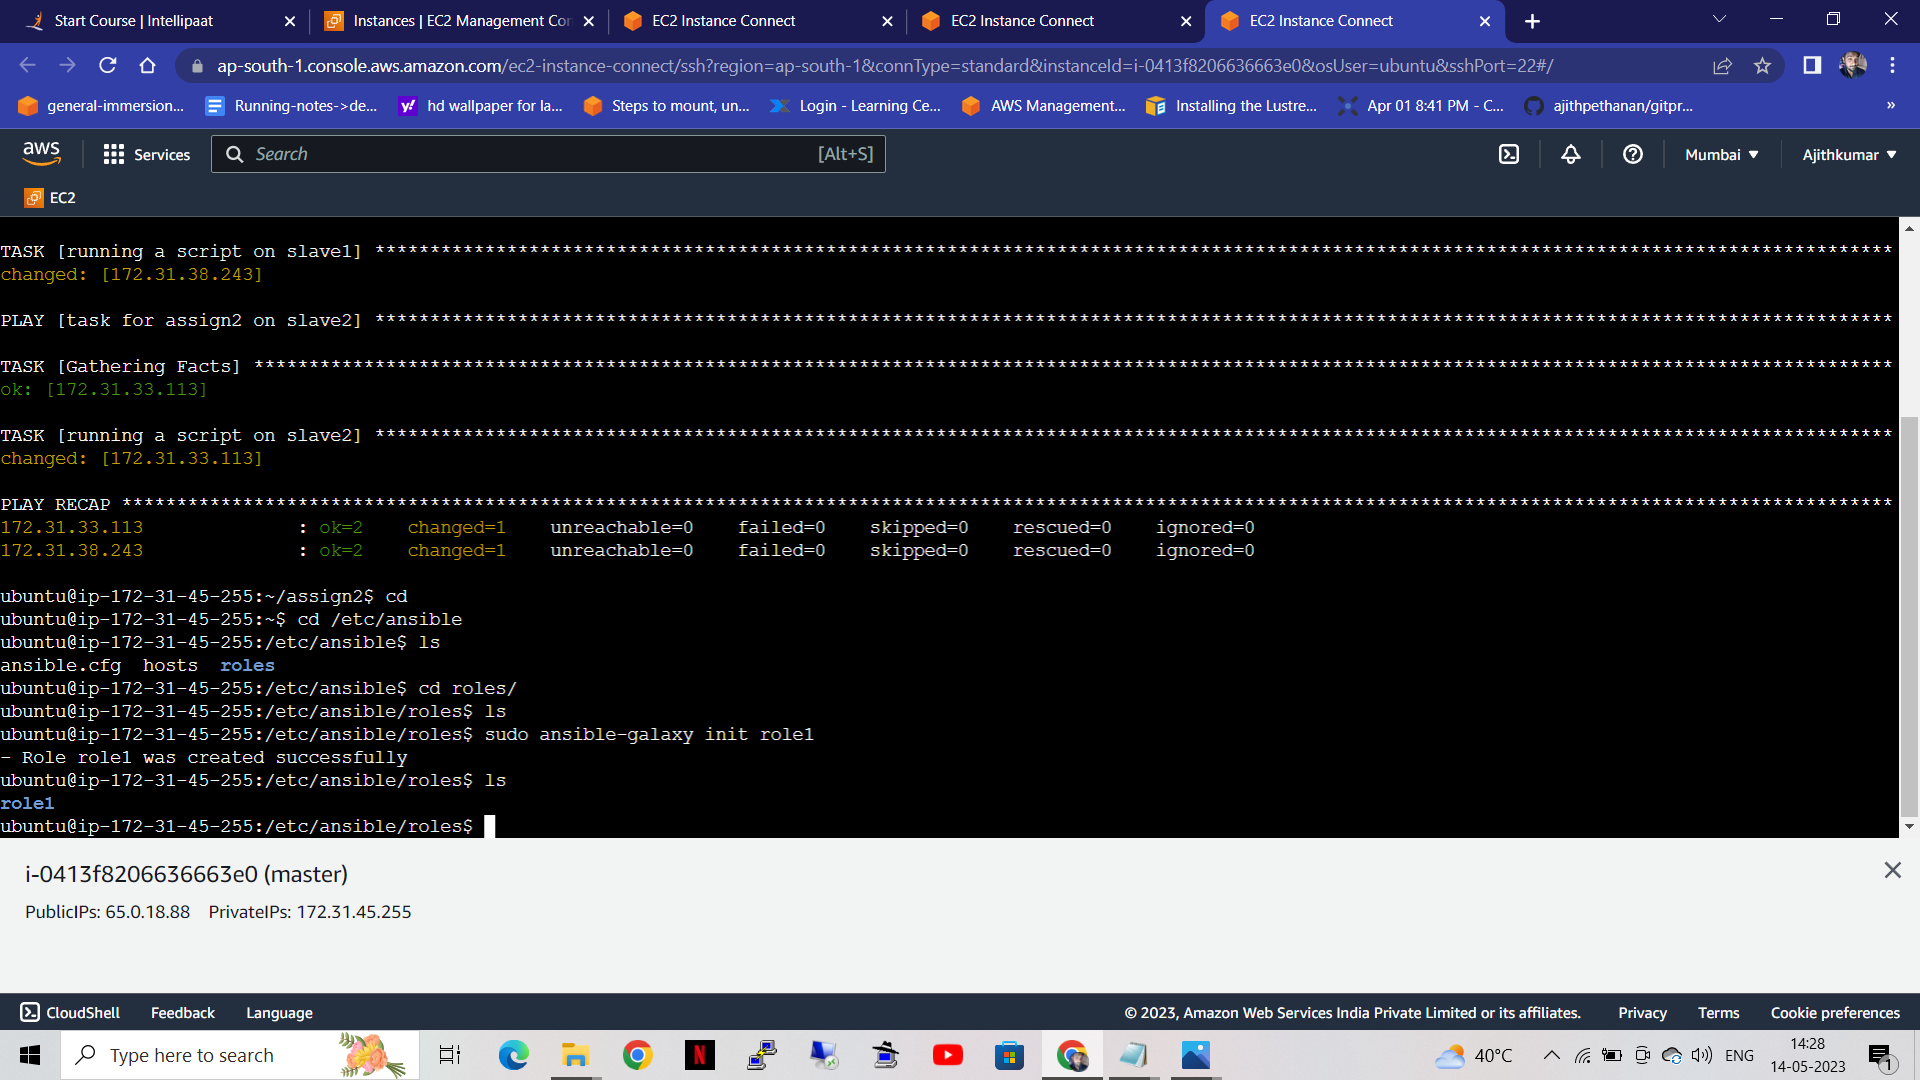 Start Course | Intellipaat
Instances | EC2 Management Con
EC2 Instance Connect
EC2 Instance Connect
EC2 Instance Connect
ap-south-1.console.aws.amazon.com/ec2-instance-connect/ssh?region=ap-south-1&connType=standard&instanceId=i-0413f8206636663e0&osUser=ubuntu&sshPort=22#/
general-immersion...
Running-notes->de...
hd wallpaper for la...
Steps to mount, un...
Login - Learning Ce...
AWS Management...
Installing the Lustre...
Apr 01 8:41 PM - C...
ajithpethanan/gitpr...
»
aws
Services
Search
[Alt+S]
Mumbai
Ajithkumar
EC2
TASK [running a script on slave1] ******************************************************************************************************************************************
changed: [172.31.38.243]
PLAY [task for assign2 on slave2] ******************************************************************************************************************************************
TASK [Gathering Facts] *****************************************************************************************************************************************************
ok: [172.31.33.113]
TASK [running a script on slave2] ******************************************************************************************************************************************
changed: [172.31.33.113]
PLAY RECAP *****************************************************************************************************************************************************************
172.31.33.113 : ok=2 changed=1 unreachable=0 failed=0 skipped=0 rescued=0 ignored=0
172.31.38.243 : ok=2 changed=1 unreachable=0 failed=0 skipped=0 rescued=0 ignored=0
ubuntu@ip-172-31-45-255:~/assign2$ cd
ubuntu@ip-172-31-45-255:~$ cd /etc/ansible
ubuntu@ip-172-31-45-255:/etc/ansible$ ls
ansible.cfg hosts roles
ubuntu@ip-172-31-45-255:/etc/ansible$ cd roles/
ubuntu@ip-172-31-45-255:/etc/ansible/roles$ ls
ubuntu@ip-172-31-45-255:/etc/ansible/roles$ sudo ansible-galaxy init role1
- Role role1 was created successfully
ubuntu@ip-172-31-45-255:/etc/ansible/roles$ ls
role1
ubuntu@ip-172-31-45-255:/etc/ansible/roles$
i-0413f8206636663e0 (master)
PublicIPs: 65.0.18.88 PrivateIPs: 172.31.45.255
CloudShell
Feedback
Language
© 2023, Amazon Web Services India Private Limited or its affiliates.
Privacy
Terms
Cookie preferences
Type here to search
N
40°C
ENG
14:28
14-05-2023
1